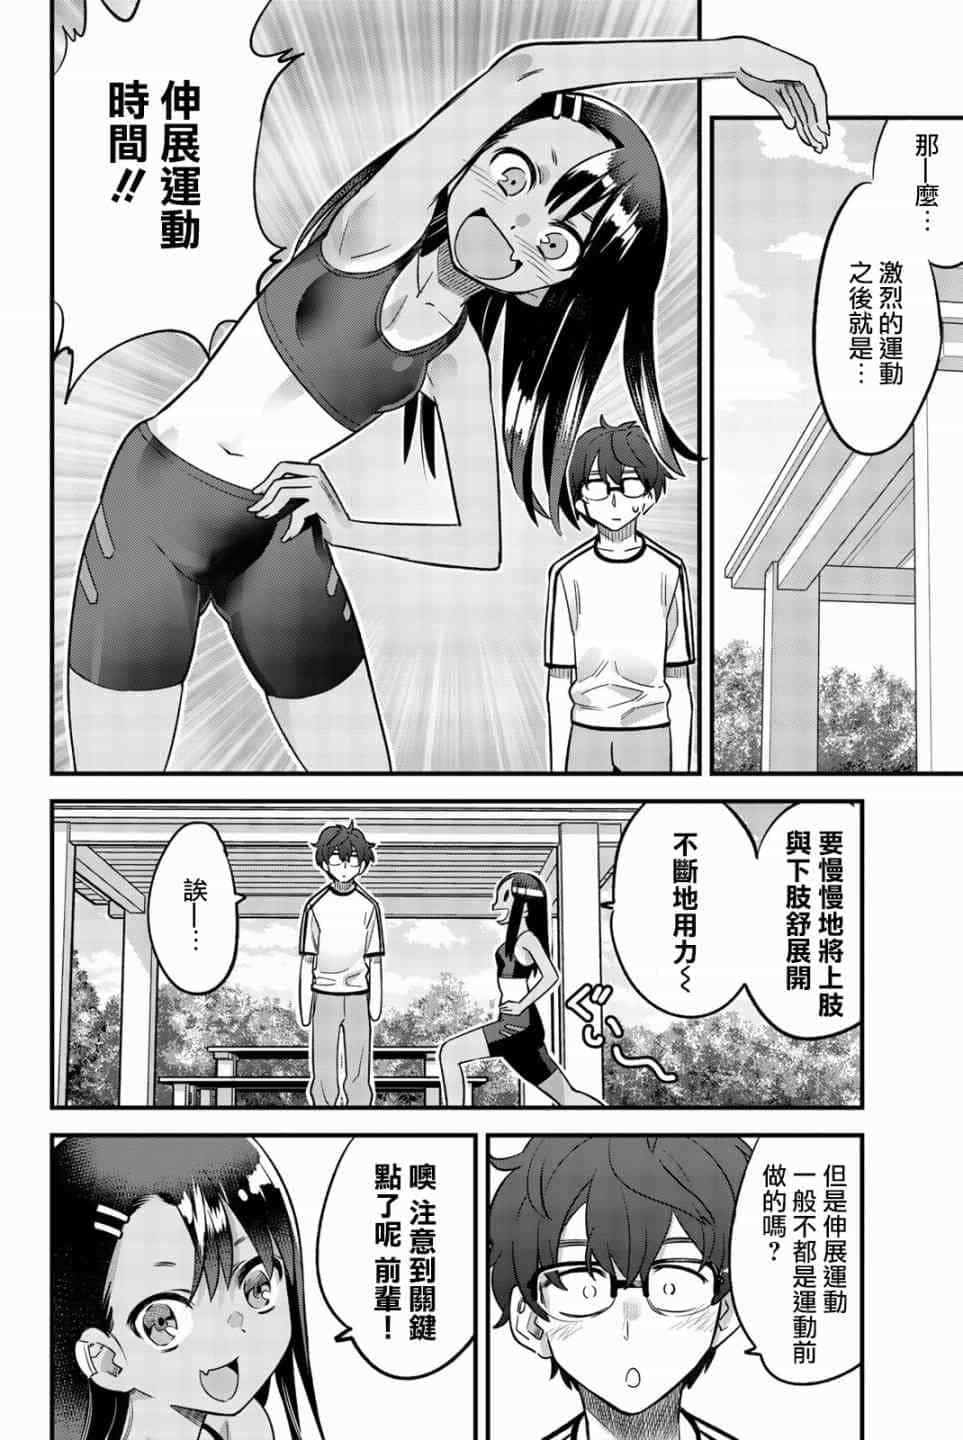 那—麼…
激烈的運動
之後就是…
伸展運動
時間!!
要慢慢地將上肢
與下肢舒展開
不斷地用力～
ぐい〜
誒—…
但是伸展運動
一般不都是運動前
做的嗎？
噢 注意到關鍵
點了呢 前輩！